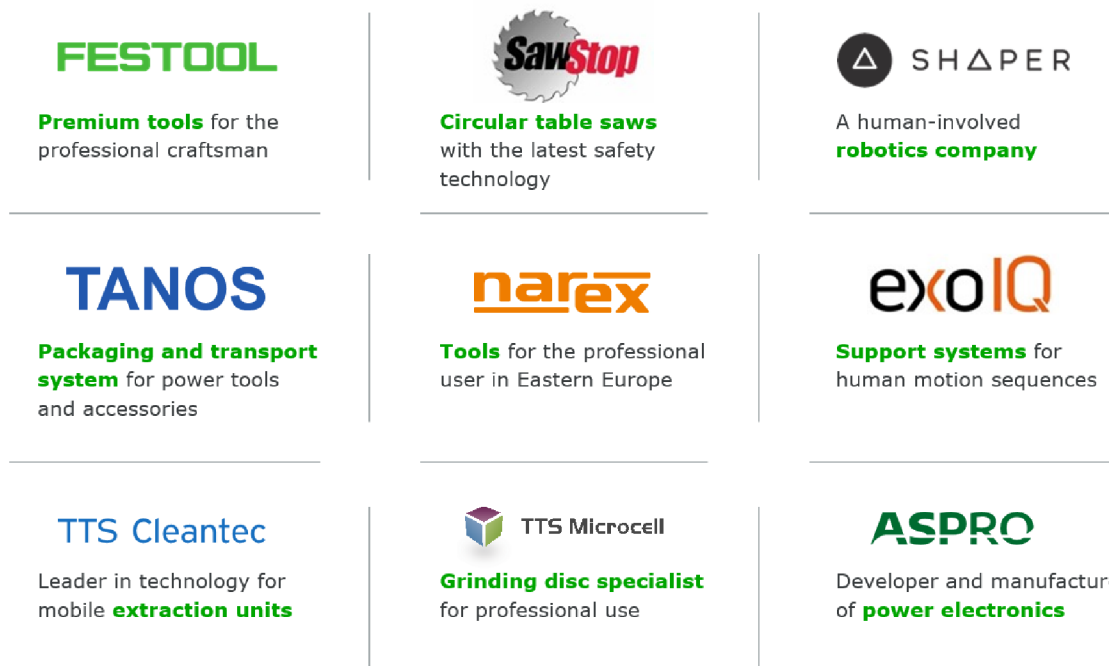 FESTOOL
Premium tools for the
professional craftsman
SawStop
Circular table saws
with the latest safety
technology
SHAPER
A human-involved
robotics company
TANOS
Packaging and transport
system for power tools
and accessories
narex
Tools for the professional
user in Eastern Europe
exoIQ
Support systems for
human motion sequences
TTS Cleantec
Leader in technology for
mobile extraction units
TTS Microcell
Grinding disc specialist
for professional use
ASPRO
Developer and manufactur
of power electronics